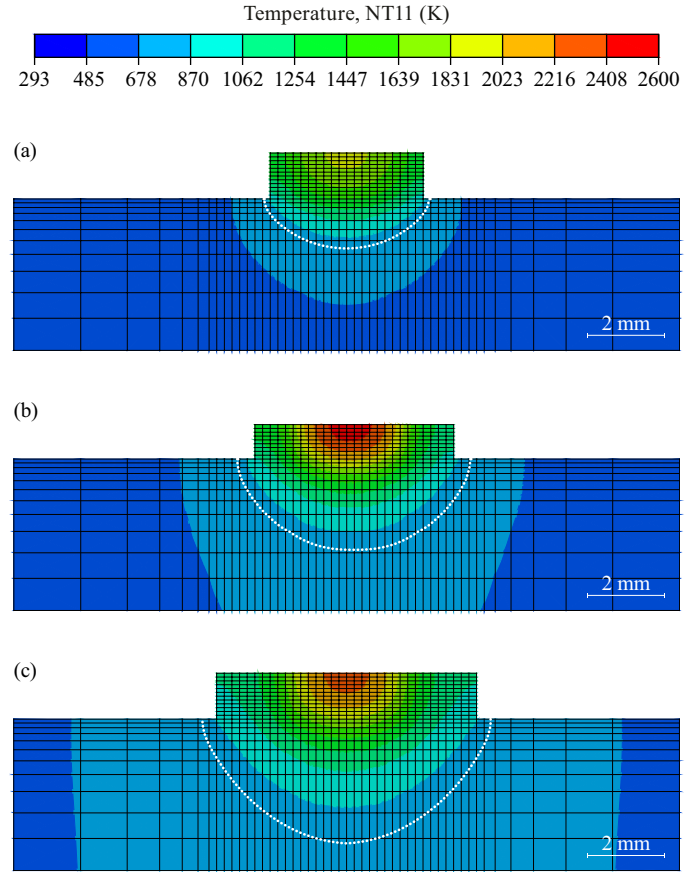 Temperature, NT11 (K)
293 485 678 870 1062 1254 1447 1639 1831 2023 2216 2408 2600
(a)
2 mm
(b)
2 mm
(c)
2 mm